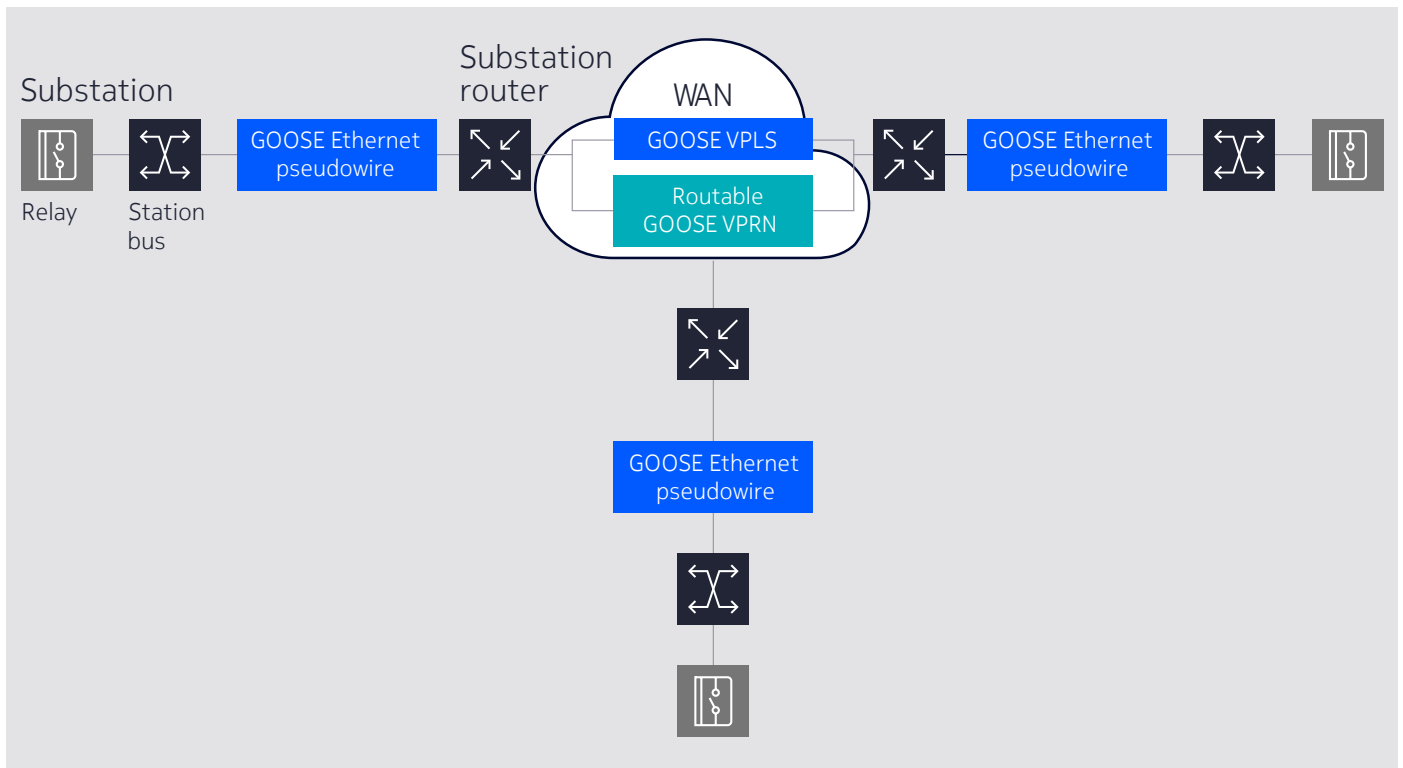 Substation
Substation
router
WAN
GOOSE Ethernet
pseudowire
GOOSE VPLS
Routable
GOOSE VPRN
GOOSE Ethernet
pseudowire
Relay
Station
bus
GOOSE Ethernet
pseudowire